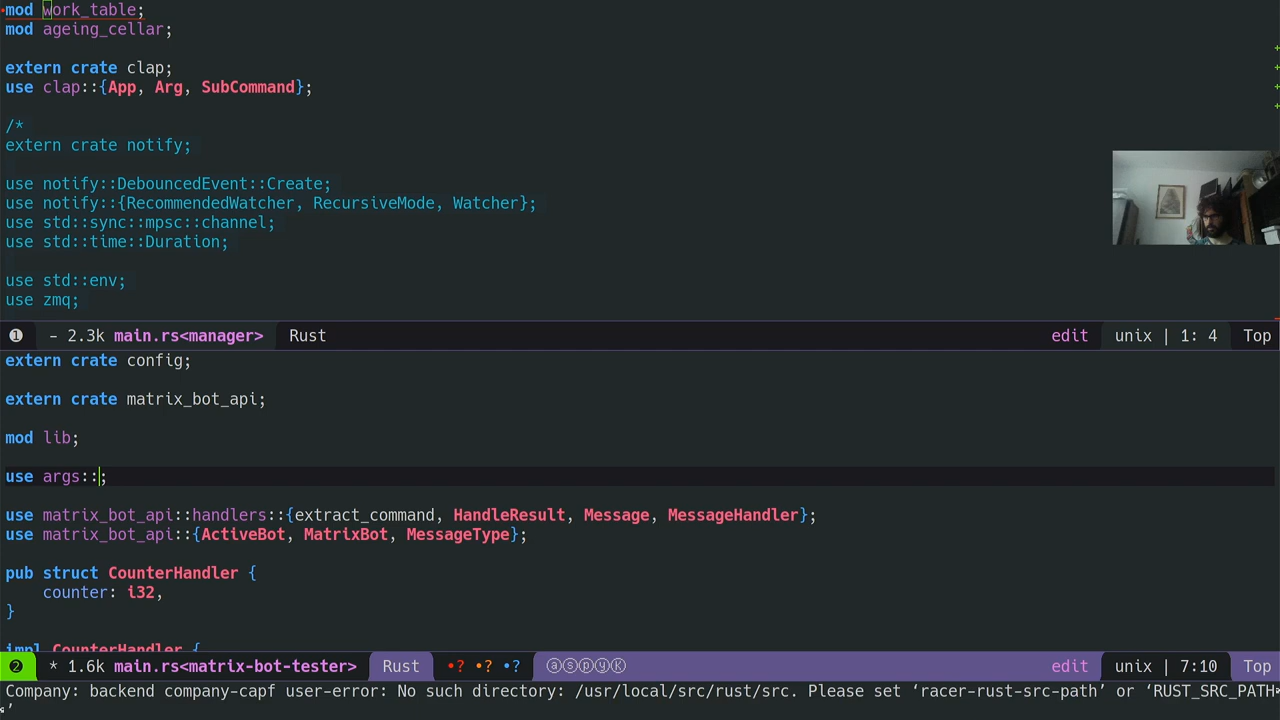 mod work_table;
mod ageing_cellar;
extern crate clap;
use clap::{App, Arg, SubCommand};
/*
extern crate notify;
use notify::DebouncedEvent::Create;
use notify::{RecommendedWatcher, RecursiveMode, Watcher};
use std::sync::mpsc::channel;
use std::time::Duration;
use std::env;
use zmq;
❶ - 2.3k main.rs<manager> Rust edit unix | 1: 4 Top
extern crate config;
extern crate matrix_bot_api;
mod lib;
use args::;
use matrix_bot_api::handlers::{extract_command, HandleResult, Message, MessageHandler};
use matrix_bot_api::{ActiveBot, MatrixBot, MessageType};
pub struct CounterHandler {
    counter: i32,
}
impl CounterHandler {
❷ * 1.6k main.rs<matrix-bot-tester> Rust •? •? •? ⓐⓢⓟⓨⓀ edit unix | 7:10 Top
Company: backend company-capf user-error: No such directory: /usr/local/src/rust/src. Please set ‘racer-rust-src-path’ or ‘RUST_SRC_PATH
’